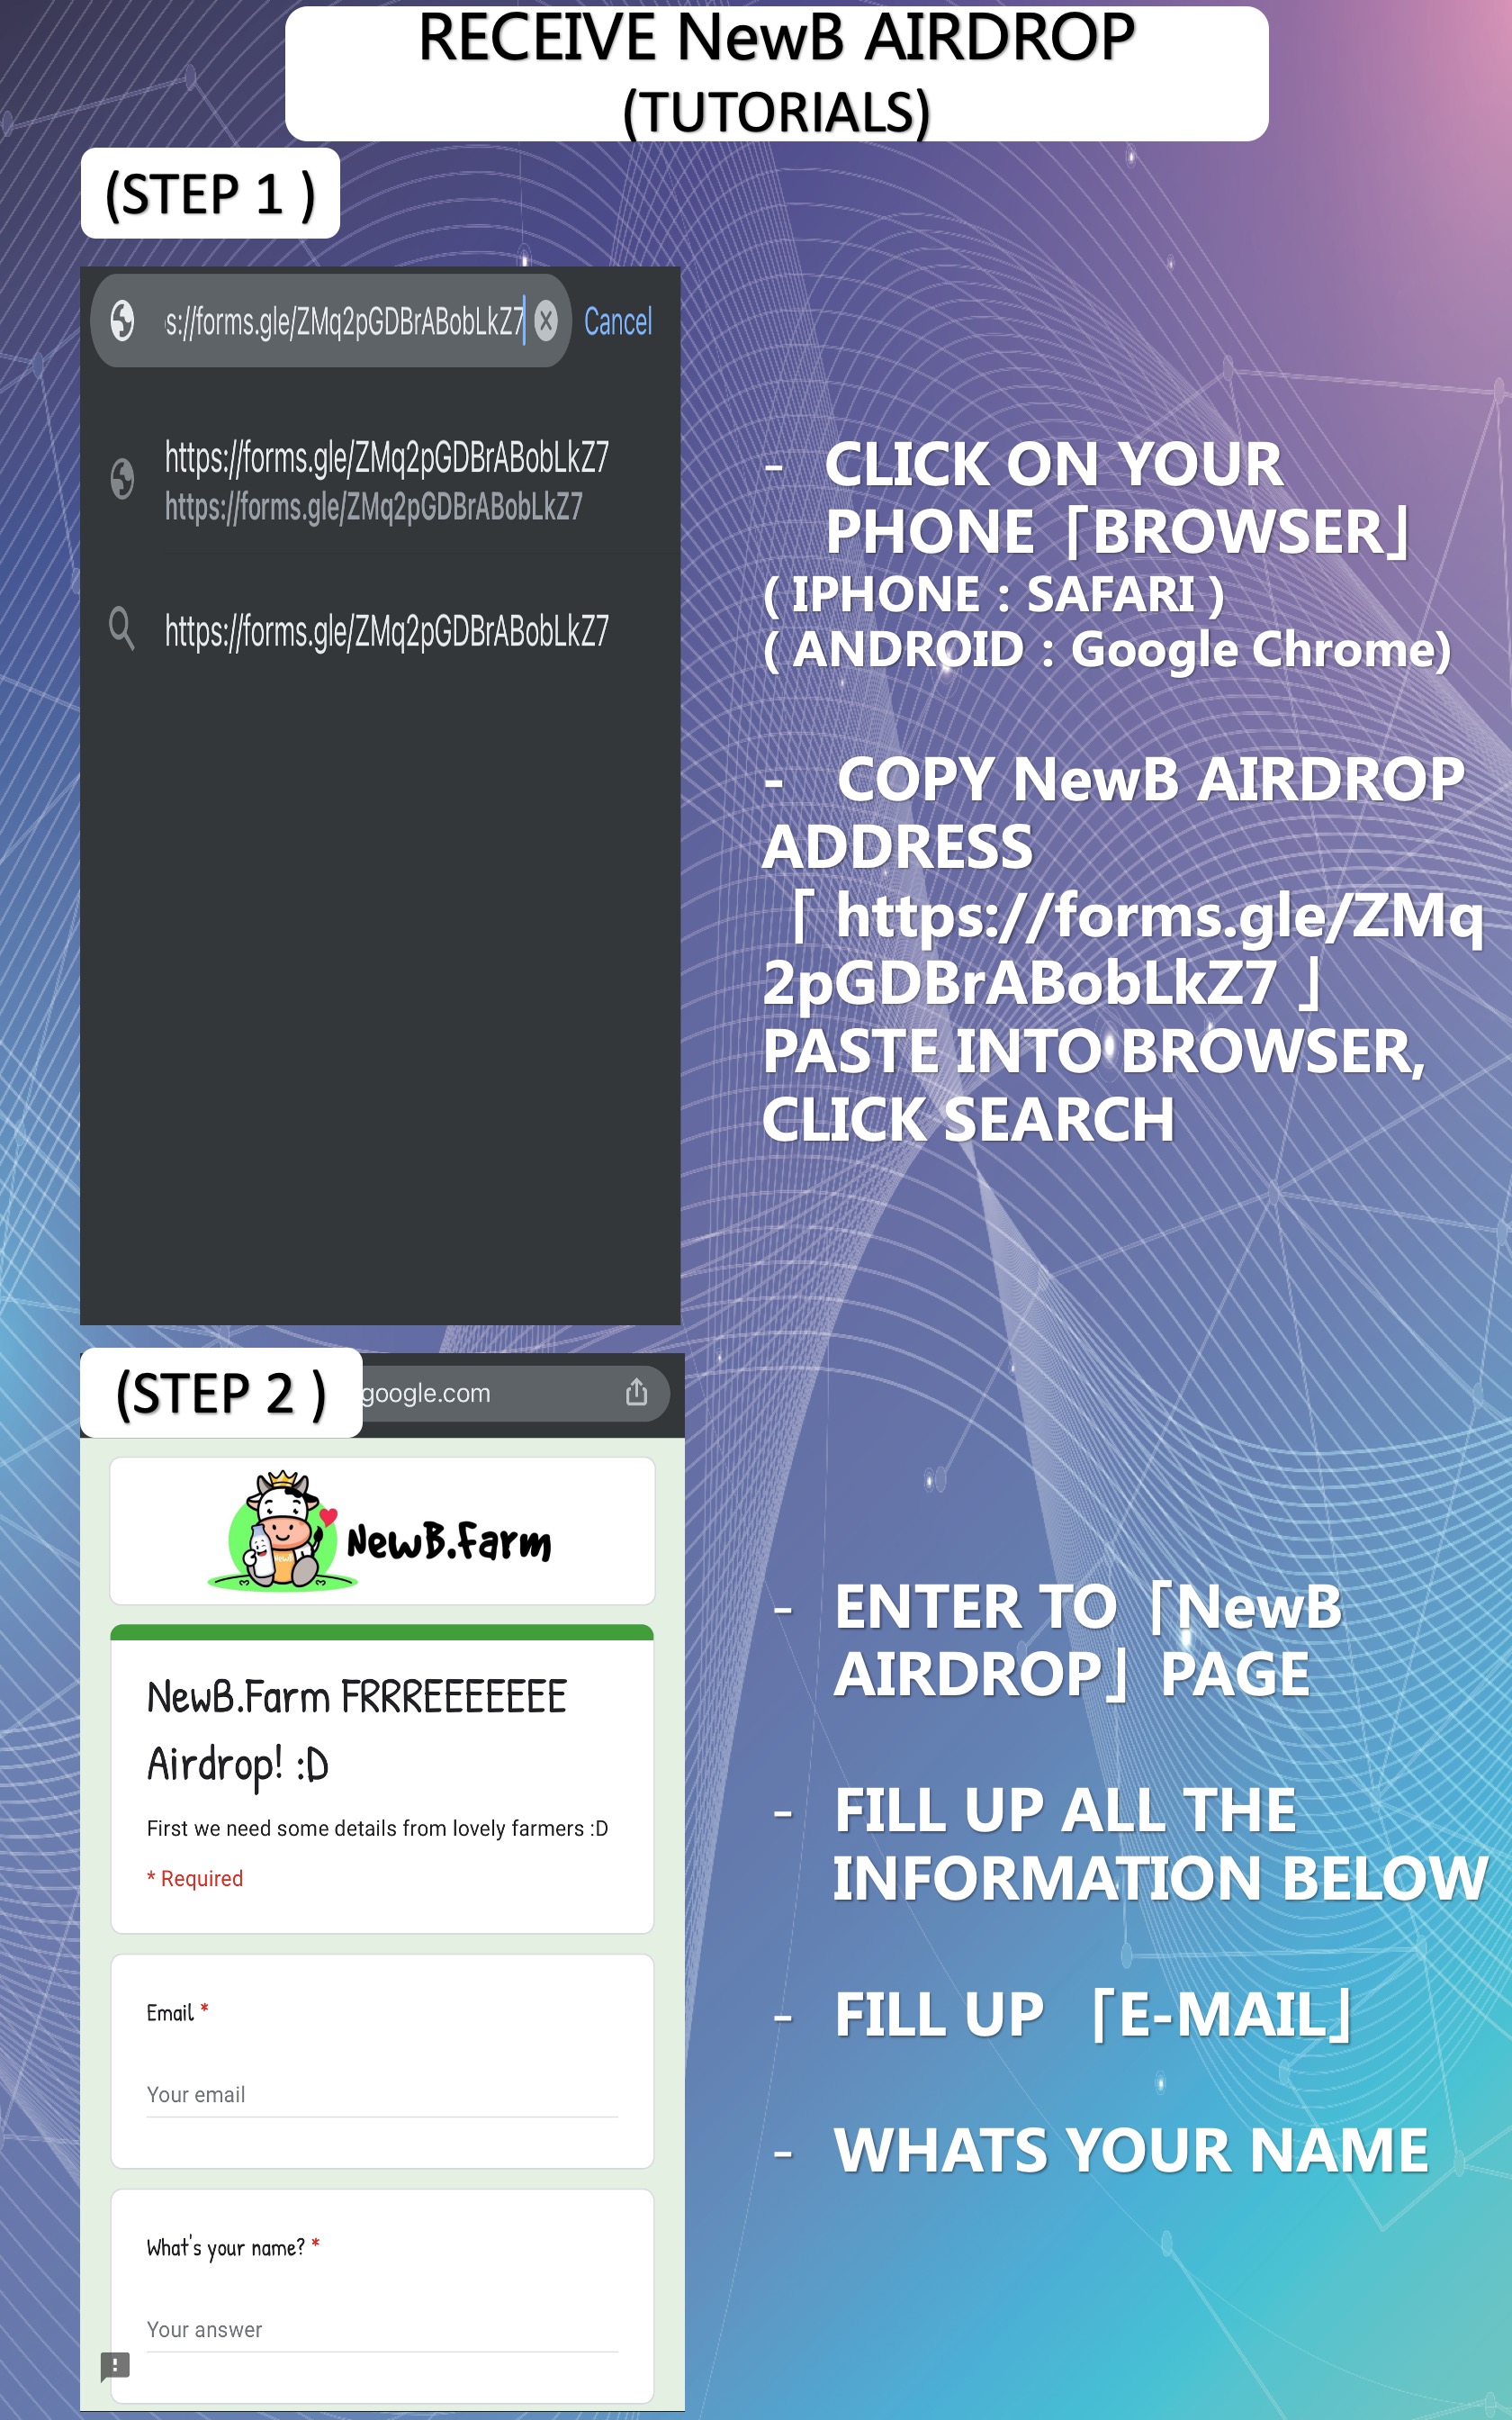 RECEIVE NewB AIRDROP
(TUTORIALS)
(STEP 1 )
s://forms.gle/ZMq2pGDBrABobLkZ7
Cancel
https://forms.gle/ZMq2pGDBrABobLkZ7
https://forms.gle/ZMq2pGDBrABobLkZ7
https://forms.gle/ZMq2pGDBrABobLkZ7
- CLICK ON YOUR
PHONE「BROWSER」
( IPHONE : SAFARI )
( ANDROID : Google Chrome)
- COPY NewB AIRDROP
ADDRESS
「 https://forms.gle/ZMq
2pGDBrABobLkZ7 」
PASTE INTO BROWSER,
CLICK SEARCH
(STEP 2 )
google.com
NewB.Farm
NewB.Farm FRRREEEEEEE
Airdrop! :D
First we need some details from lovely farmers :D
* Required
Email *
Your email
What's your name? *
Your answer
- ENTER TO「NewB
AIRDROP」PAGE
- FILL UP ALL THE
INFORMATION BELOW
- FILL UP 「E-MAIL」
- WHATS YOUR NAME